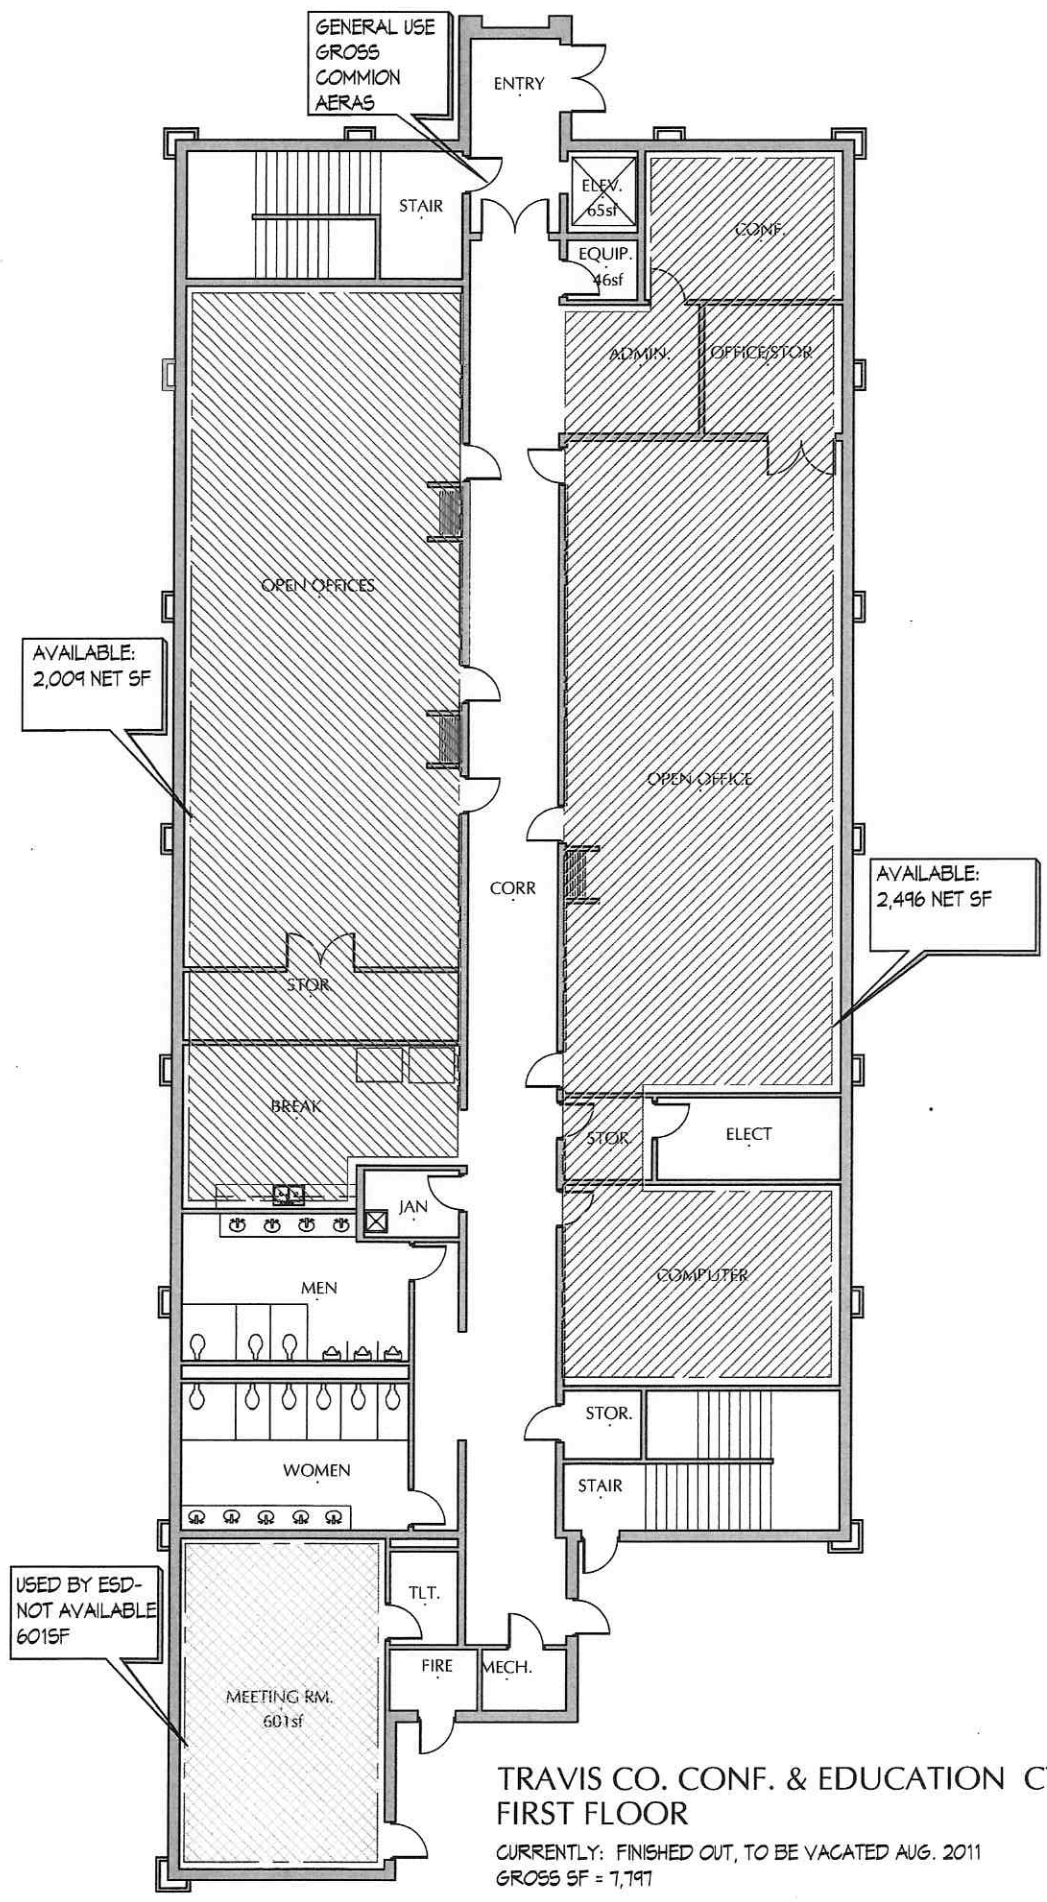 GENERAL USE
GROSS
COMMION
AERAS
ENTRY
STAIR
ELEV.
65sf
CONF.
EQUIP.
46sf
ADMIN.
OFFICE/STOR
OPEN OFFICES
AVAILABLE:
2,009 NET SF
OPEN OFFICE
CORR
AVAILABLE:
2,496 NET SF
STOR.
BREAK
STOR.
ELECT
JAN
MEN
COMPUTER
STOR.
WOMEN
STAIR
USED BY ESD-
NOT AVAILABLE
601SF
TLT.
FIRE
MECH.
MEETING RM.
601sf
TRAVIS CO. CONF. & EDUCATION C
FIRST FLOOR
CURRENTLY: FINISHED OUT, TO BE VACATED AUG. 2011
GROSS SF = 7,797